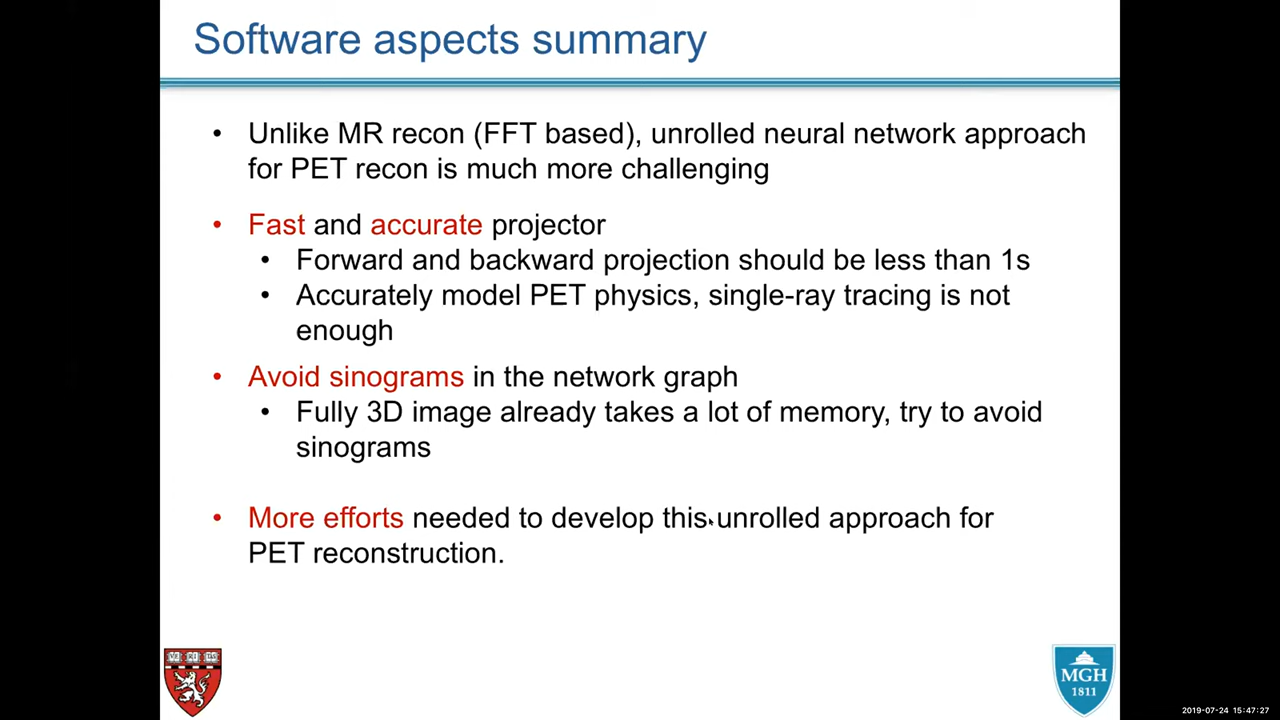 Software aspects summary
• Unlike MR recon (FFT based), unrolled neural network approach
for PET recon is much more challenging
• Fast and accurate projector
• Forward and backward projection should be less than 1s
• Accurately model PET physics, single-ray tracing is not
enough
• Avoid sinograms in the network graph
• Fully 3D image already takes a lot of memory, try to avoid
sinograms
• More efforts needed to develop this unrolled approach for
PET reconstruction.
MGH
1811
2019-07-24 15:47:27